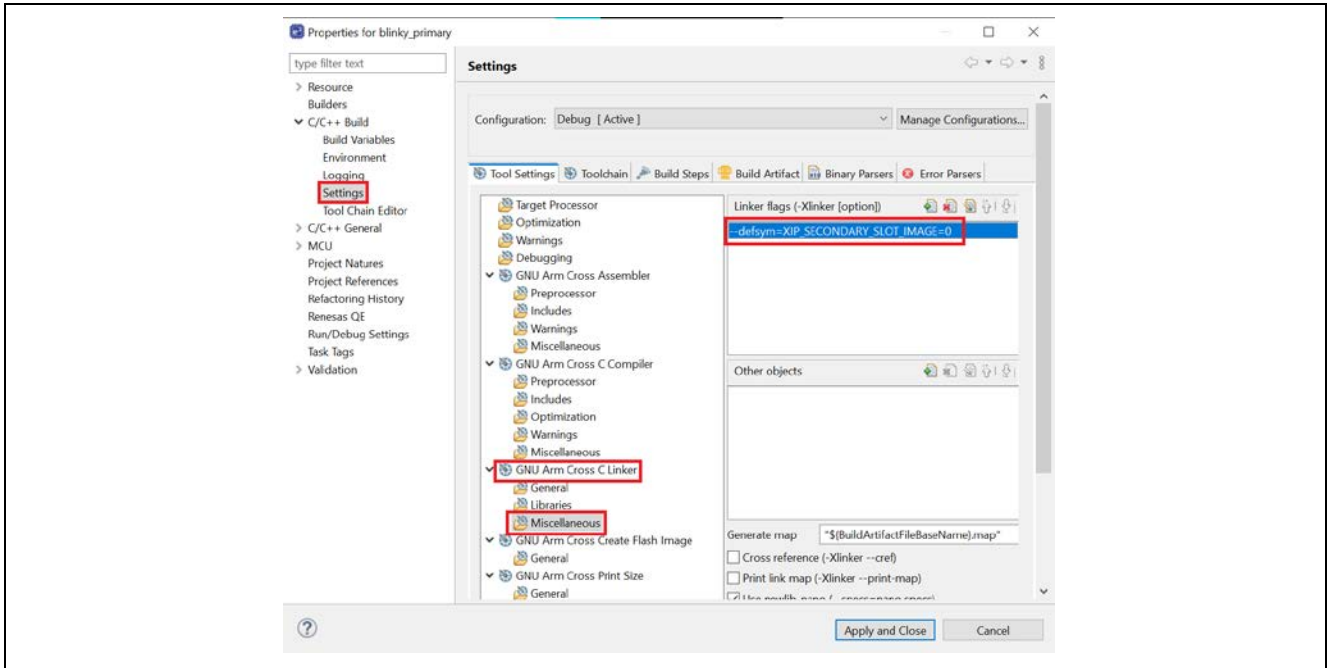 Properties for blinky_primary
type filter text
Resource
Builders
C/C++ Build
Build Variables
Environment
Logging
Settings
Tool Chain Editor
C/C++ General
MCU
Project Natures
Project References
Refactoring History
Renesas QE
Run/Debug Settings
Task Tags
Validation
Settings
Configuration: Debug [ Active ] Manage Configurations...
Tool Settings Toolchain Build Steps Build Artifact Binary Parsers Error Parsers
Target Processor
Optimization
Warnings
Debugging
GNU Arm Cross Assembler
Preprocessor
Includes
Warnings
Miscellaneous
GNU Arm Cross C Compiler
Preprocessor
Includes
Optimization
Warnings
Miscellaneous
GNU Arm Cross C Linker
General
Libraries
Miscellaneous
GNU Arm Cross Create Flash Image
General
GNU Arm Cross Print Size
General
Linker flags (-Xlinker [option])
--defsym=XIP_SECONDARY_SLOT_IMAGE=0
Other objects
Generate map "${BuildArtifactFileBaseName}.map"
Cross reference (-Xlinker --cref)
Print link map (-Xlinker --print-map)
Apply and Close Cancel